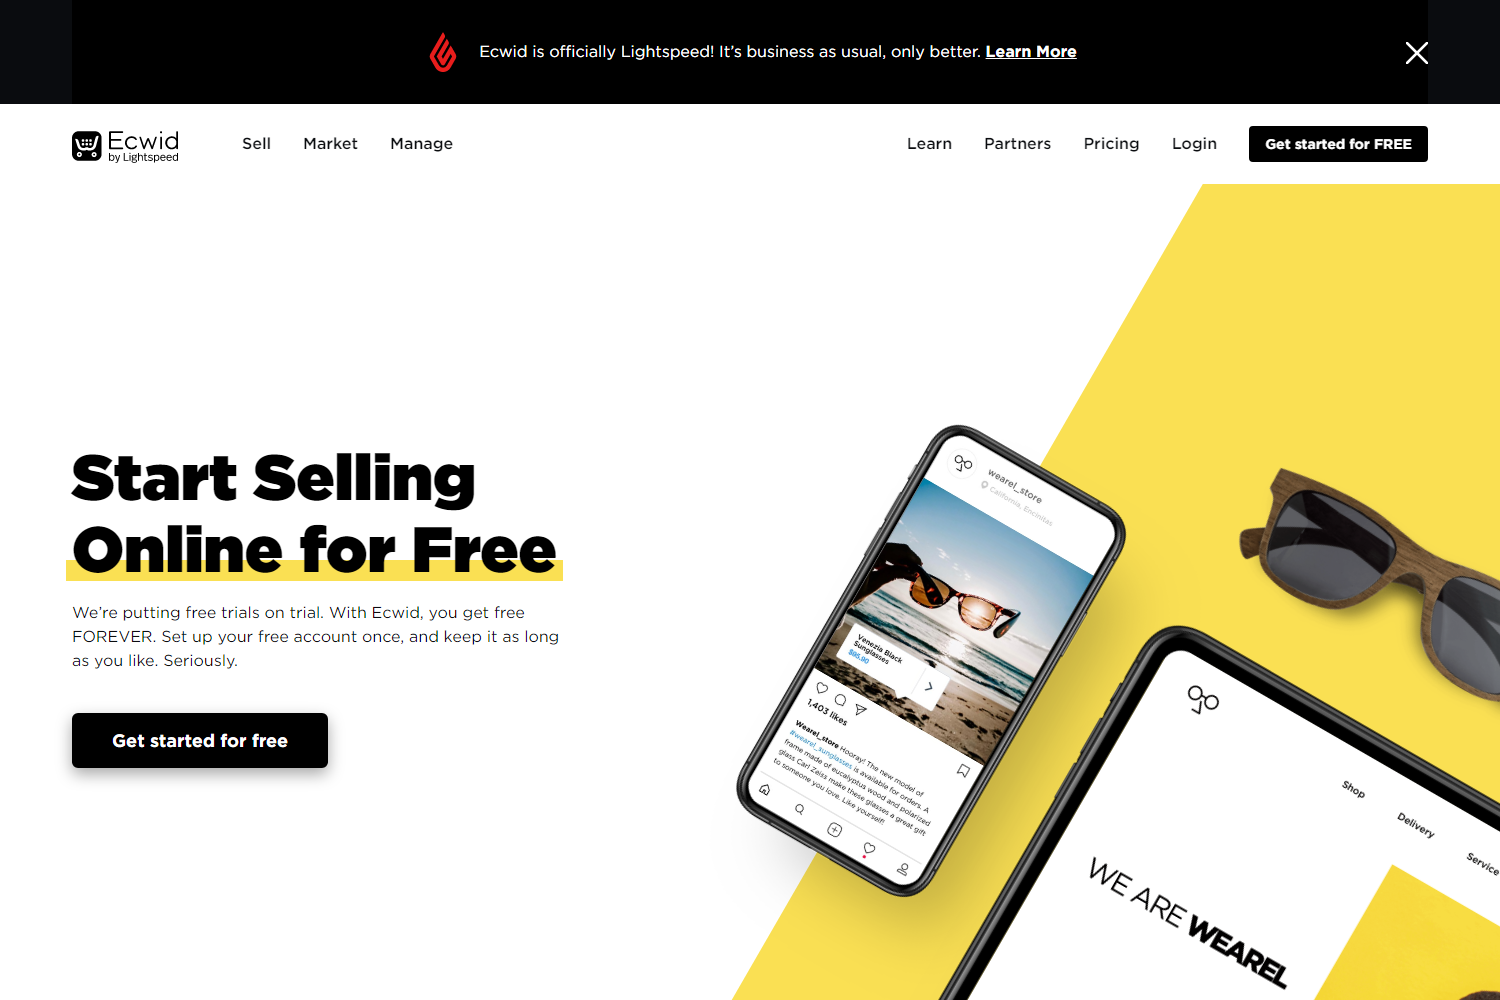 Ecwid is officially Lightspeed! It’s business as usual, only better. Learn More
Ecwid
by Lightspeed
Sell
Market
Manage
Learn
Partners
Pricing
Login
Get started for FREE
Start Selling
Online for Free
We’re putting free trials on trial. With Ecwid, you get free
FOREVER. Set up your free account once, and keep it as long
as you like. Seriously.
Get started for free
wearel_store
California, Encinitas
Venezia Black
Sunglasses
$95.90
1,403 likes
Wearel_store Hooray! The new model of
#wearel_sunglasses is available for orders. A
frame made of eucalyptus wood and polarized
glass Carl Zeiss make these glasses a great gift
to someone you love. Like yourself!
Shop
Delivery
Service
WE ARE WEAREL